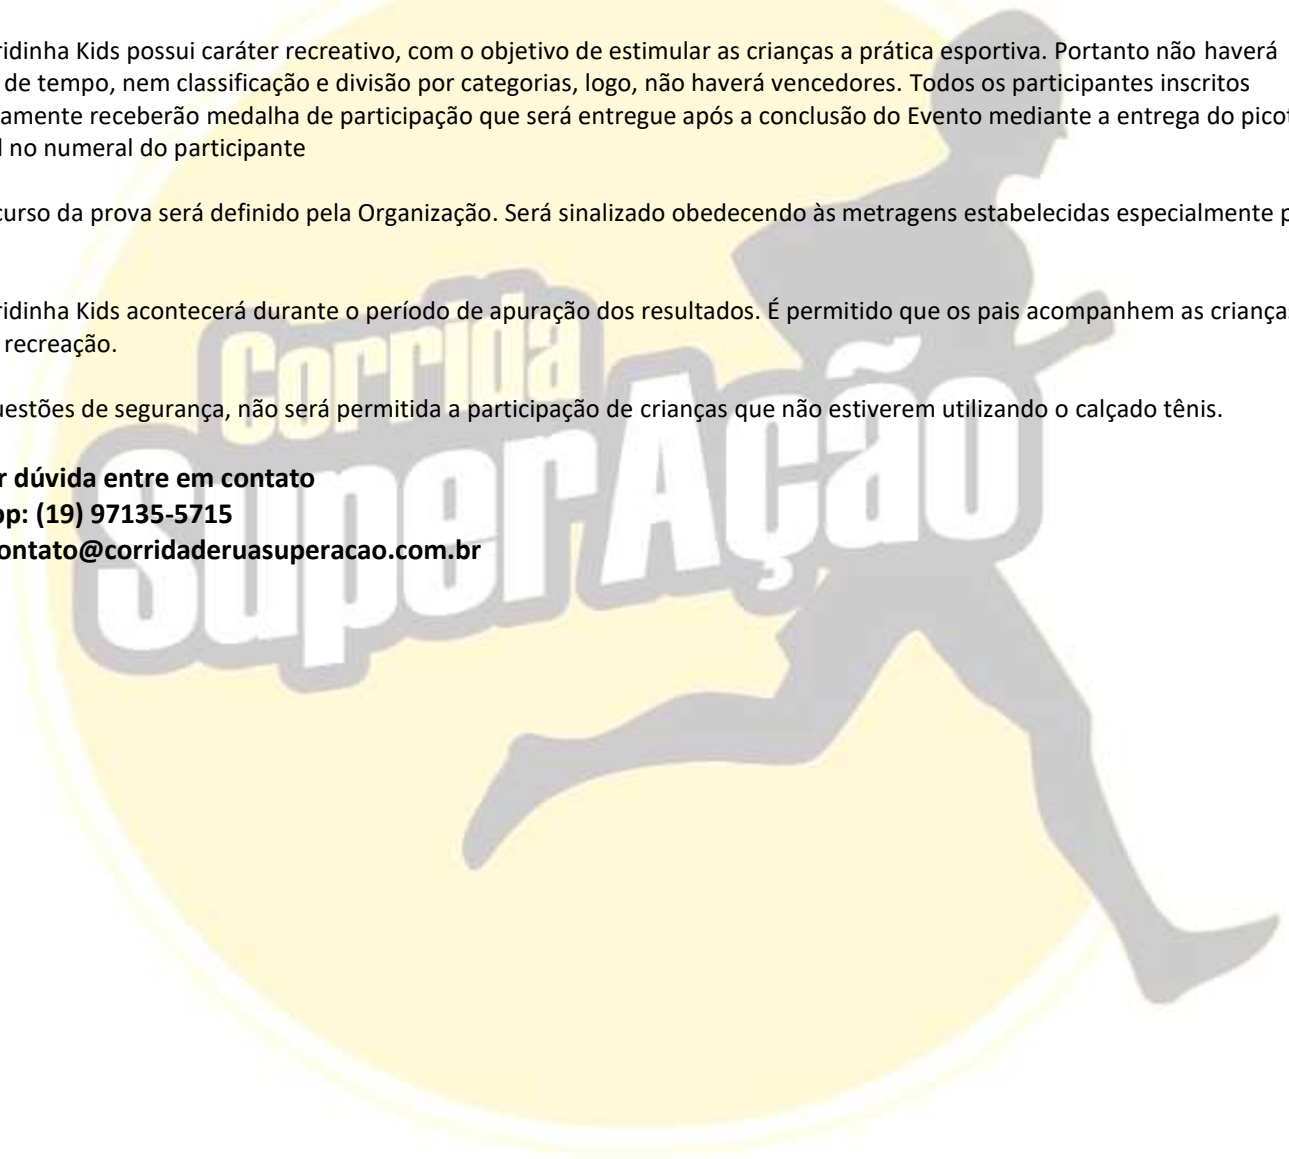 ridinha Kids possui caráter recreativo, com o objetivo de estimular as crianças a prática esportiva. Portanto não haverá
de tempo, nem classificação e divisão por categorias, logo, não haverá vencedores. Todos os participantes inscritos
amente receberão medalha de participação que será entregue após a conclusão do Evento mediante a entrega do picot
l no numeral do participante
curso da prova será definido pela Organização. Será sinalizado obedecendo às metragens estabelecidas especialmente p
ridinha Kids acontecerá durante o período de apuração dos resultados. É permitido que os pais acompanhem as criança
recreação.
uestões de segurança, não será permitida a participação de crianças que não estiverem utilizando o calçado tênis.
r dúvida entre em contato
pp: (19) 97135-5715
ontato@corridaderuasuperacao.com.br
Corrida
SuperAção